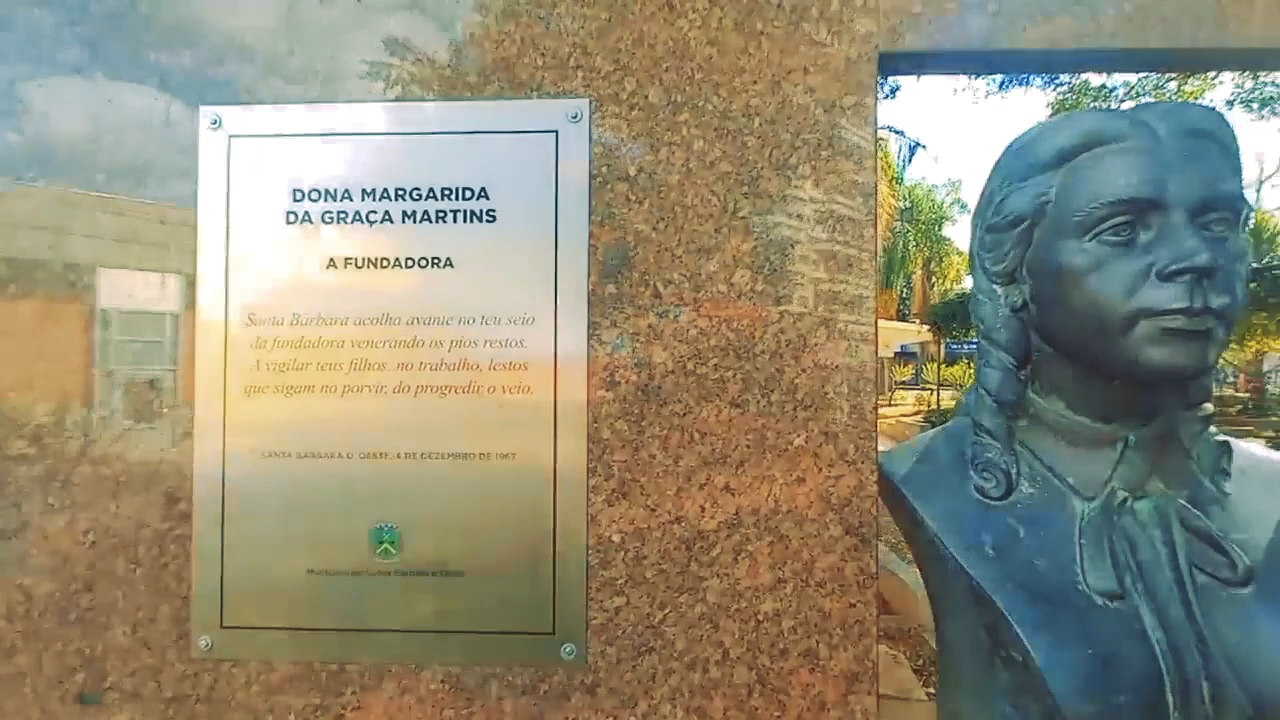 DONA MARGARIDA
DA GRAÇA MARTINS
A FUNDADORA
Santa Bárbara acolha avante no teu seio
da fundadora venerando os pios restos.
A vigilar teus filhos, no trabalho, lestos
que sigam no porvir, do progredir o veio.
SANTA BÁRBARA D'OESTE, 4 DE DEZEMBRO DE 1967